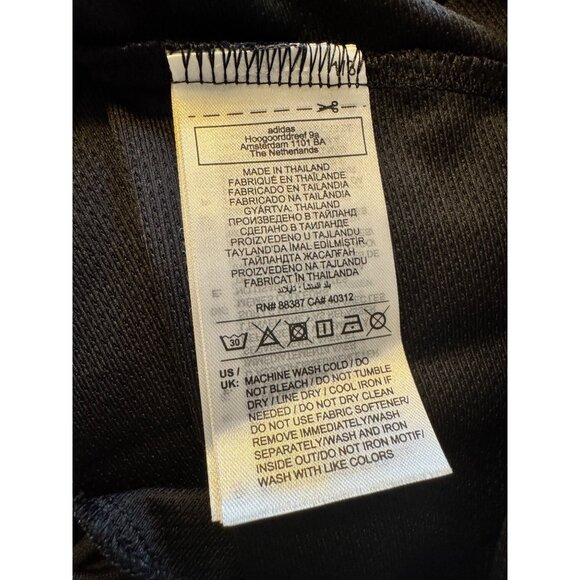 adidas
Hoogoorddreef 9a
Amsterdam 1101 BA
The Netherlands
MADE IN THAILAND
FABRIQUÉ EN THAÏLANDE
FABRICADO EN TAILANDIA
FABRICADO NA TAILÂNDIA
GYÁRTVA: THAILAND
ПРОИЗВЕДЕНО В ТАЙЛАНД
СДЕЛАНО В ТАИЛАНДЕ
PROIZVEDENO U TAJLANDU
TAYLAND'DA İMAL EDİLMİŞTİR
ТАЙЛАНДТА ЖАСАЛҒАН
PROIZVEDENO NA TAJLANDU
FABRICAT ÎN THAILANDA
بلد المنشأ : تايلاند
RN# 88387 CA# 40312
30
US / UK: MACHINE WASH COLD / DO
NOT BLEACH / DO NOT TUMBLE
DRY / LINE DRY / COOL IRON IF
NEEDED / DO NOT DRY CLEAN
DO NOT USE FABRIC SOFTENER/
REMOVE IMMEDIATELY/WASH
SEPARATELY/WASH AND IRON
INSIDE OUT/DO NOT IRON MOTIF/
WASH WITH LIKE COLORS